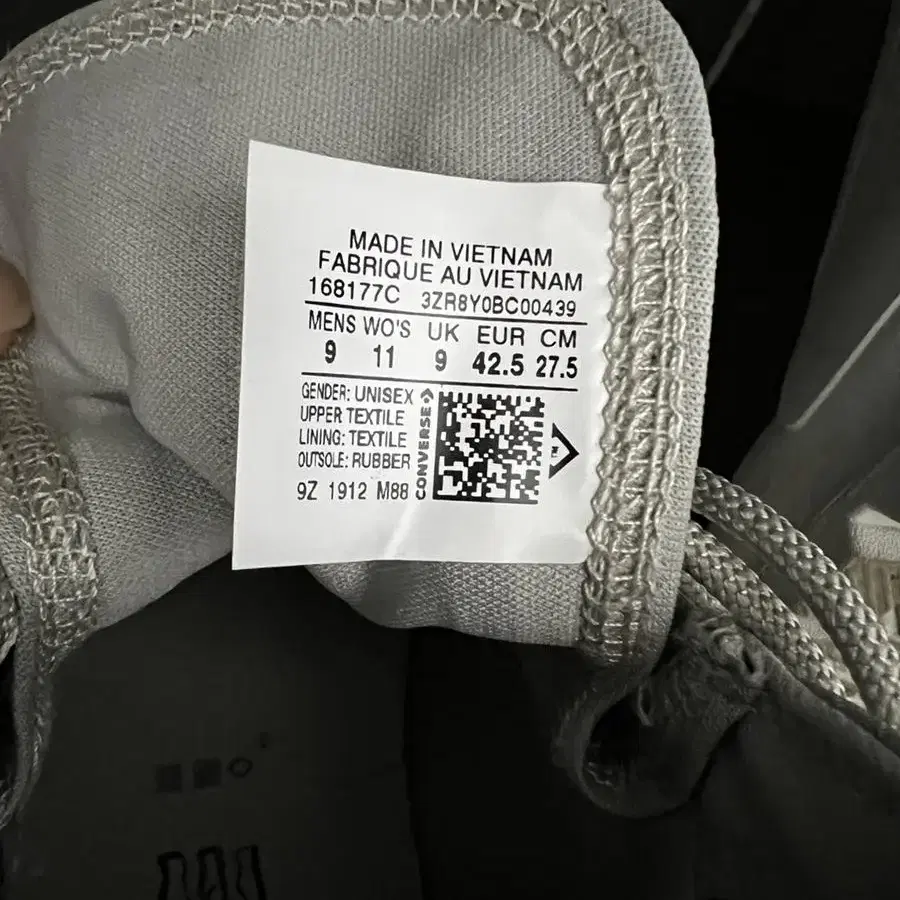 MADE IN VIETNAM
FABRIQUE AU VIETNAM
168177C 3ZR8Y0BC00439
MENS WO'S UK EUR CM
9 11 9 42.5 27.5
GENDER: UNISEX
UPPER TEXTILE
LINING: TEXTILE
OUTSOLE: RUBBER
9Z 1912 M88
CONVERSE
TM